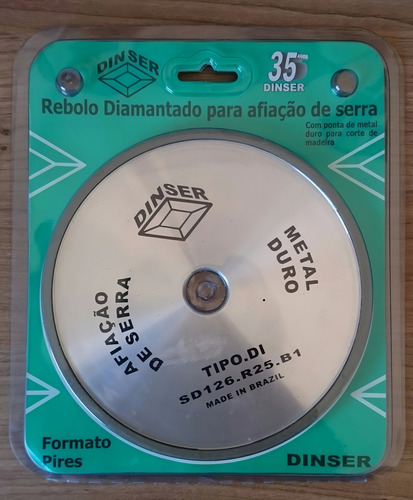 DINSER
35 ANOS
DINSER
Rebolo Diamantado para afiação de serra
Com ponta de metal
duro para corte de
madeira
DINSER
METAL
DURO
AFIAÇÃO
DE SERRA
TIPO.DI
SD126.R25.B1
MADE IN BRAZIL
Formato
Pires
DINSER